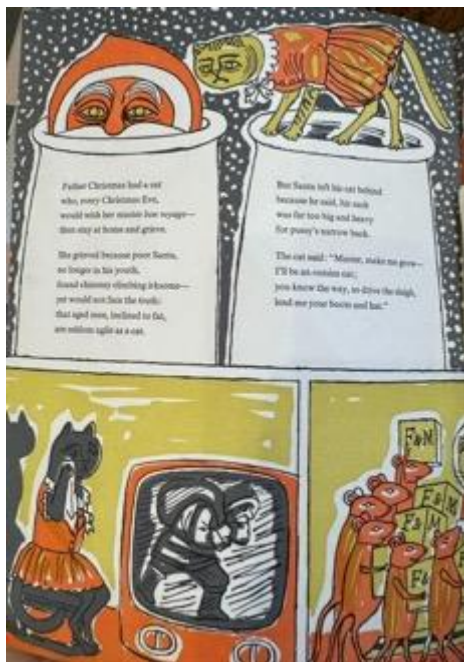 Father Christmas had a cat
who, every Christmas Eve,
would wish her master bon voyage—
then stay at home and grieve.
She grieved because poor Santa,
no longer in his youth,
found chimney climbing irksome—
yet would not face the truth:
that aged men, inclined to fat,
are seldom agile as a cat.
But Santa left his cat behind
because he said, his sack
was far too big and heavy
for pussy's narrow back.
The cat said: "Master, make me grow—
I'll be an outsize cat;
you know the way, to drive the sleigh,
lend me your boots and hat."
F&M
F&M
F&M
F&
F&